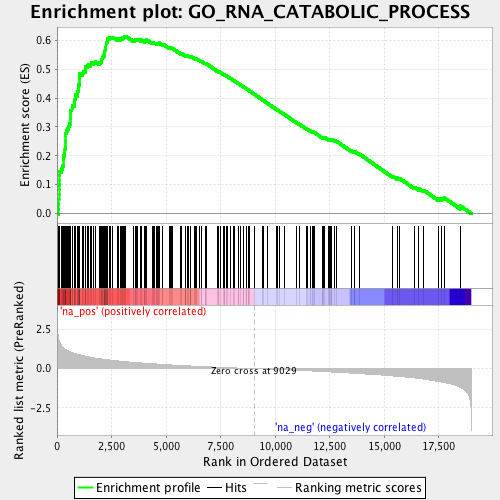 Enrichment plot: GO_RNA_CATABOLIC_PROCESS
Enrichment score (ES)
0.6
0.5
0.4
0.3
0.2
0.1
0.0
'na_pos' (positively correlated)
Ranked list metric (PreRanked)
2.5
0.0
-2.5
Zero cross at 9029
'na_neg' (negatively correlated)
0
2,500
5,000
7,500
10,000
12,500
15,000
17,500
Rank in Ordered Dataset
Enrichment profile
Hits
Ranking metric scores